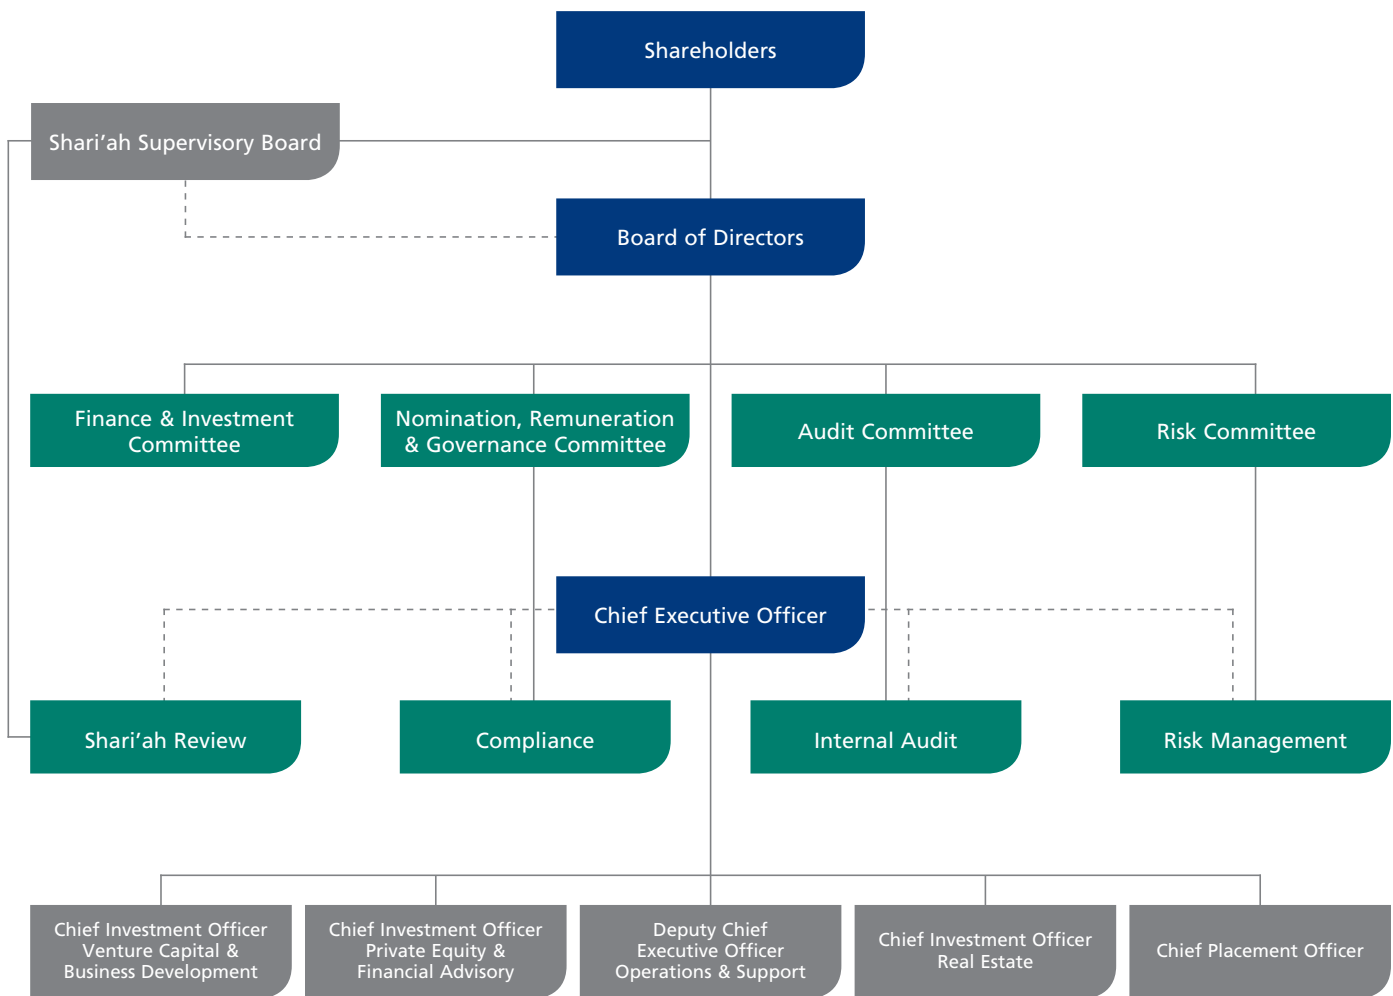 Shareholders
Shari’ah Supervisory Board
Board of Directors
Finance & Investment
Committee
Nomination, Remuneration
& Governance Committee
Audit Committee
Risk Committee
Chief Executive Officer
Shari’ah Review
Compliance
Internal Audit
Risk Management
Chief Investment Officer
Venture Capital &
Business Development
Chief Investment Officer
Private Equity &
Financial Advisory
Deputy Chief
Executive Officer
Operations & Support
Chief Investment Officer
Real Estate
Chief Placement Officer